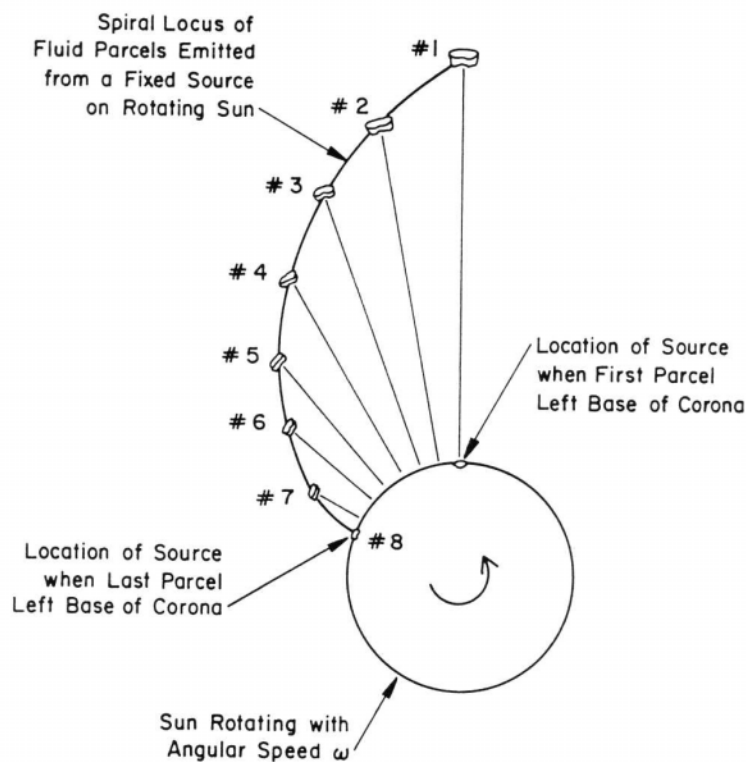 Spiral Locus of
Fluid Parcels Emitted
from a Fixed Source
on Rotating Sun
#1
#2
#3
#4
#5
#6
#7
#8
Location of Source
when First Parcel
Left Base of Corona
Location of Source
when Last Parcel
Left Base of Corona
Sun Rotating with
Angular Speed ω